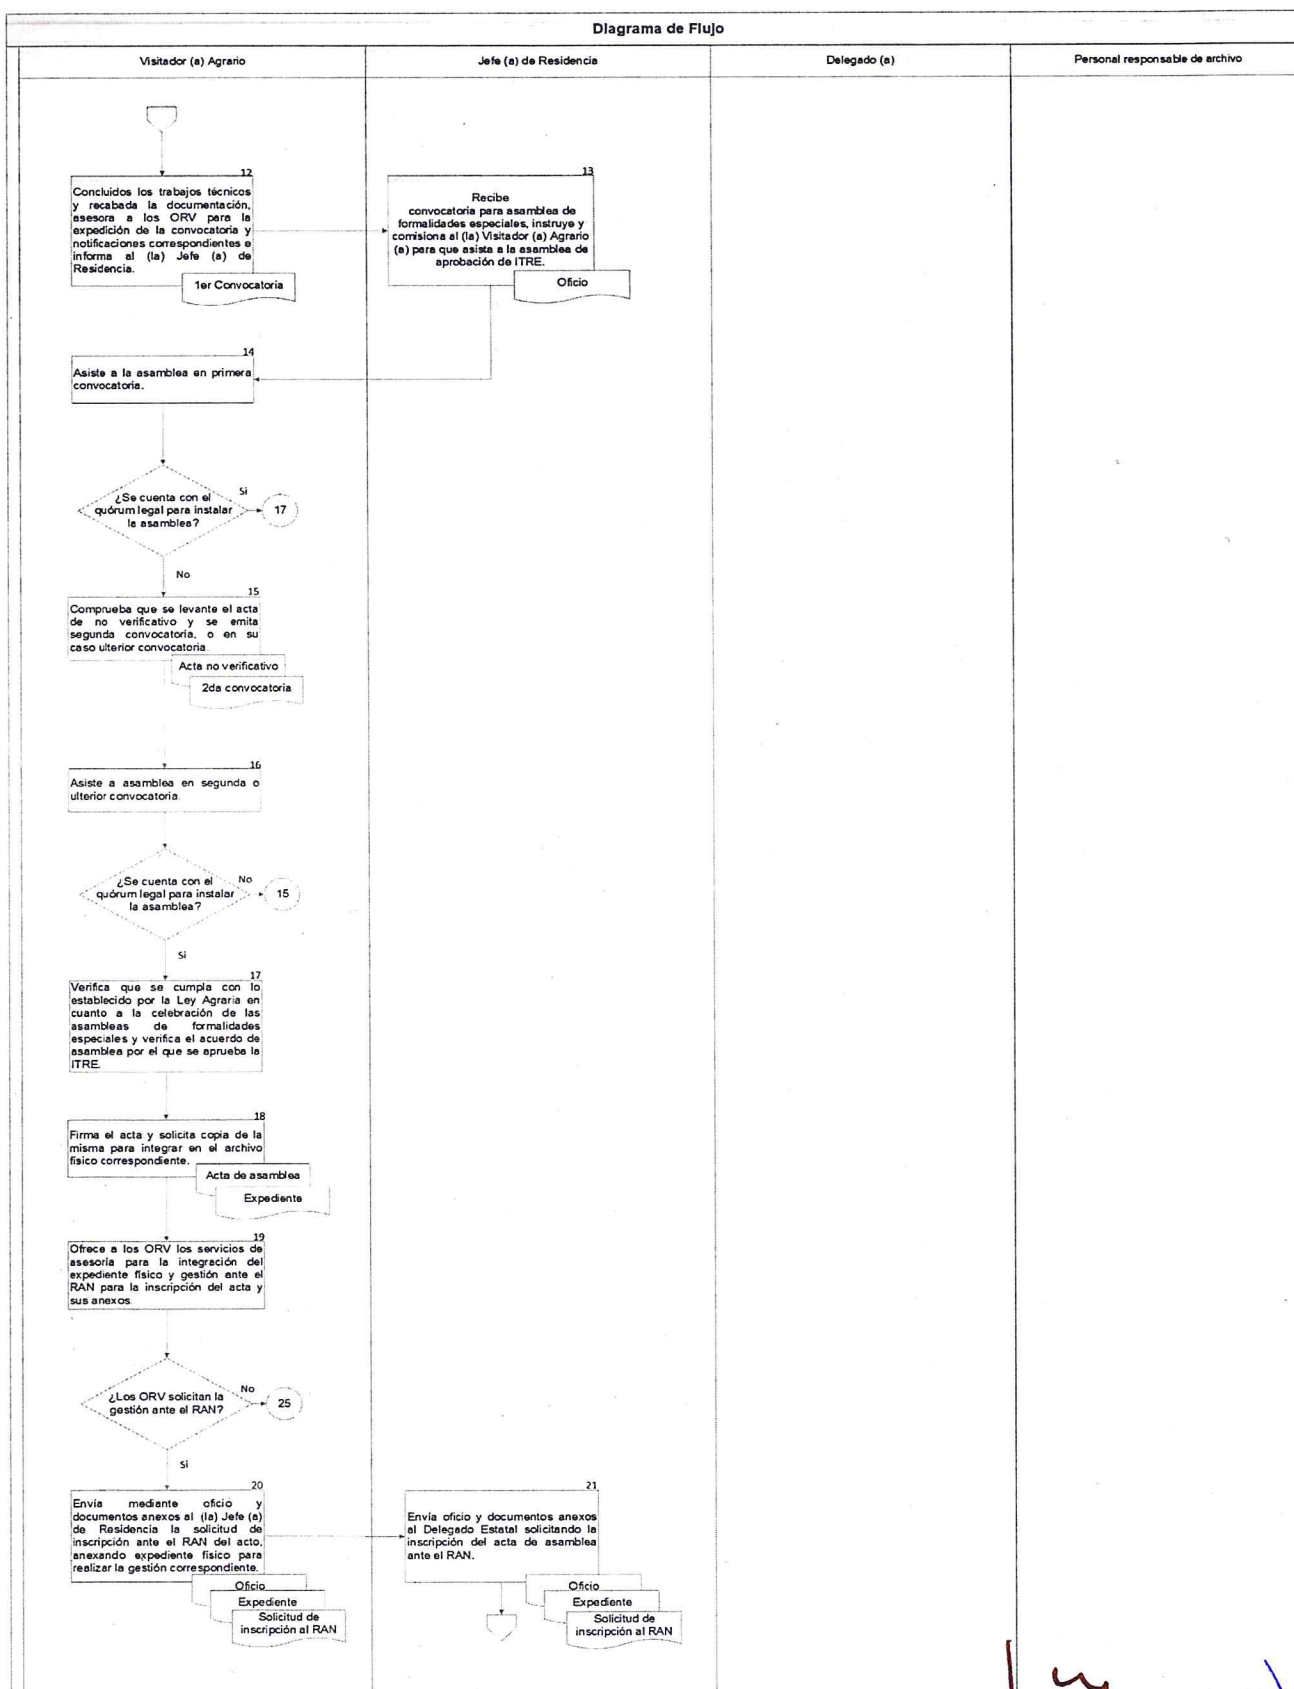 Diagrama de Flujo
Visitador (a) Agrario
Jefe (a) de Residencia
Delegado (a)
Personal responsable de archivo
12
Concluidos los trabajos técnicos
y recabada la documentación,
asesora a los ORV para la
expedición de la convocatoria y
notificaciones correspondientes e
informa al (la) Jefe (a) de
Residencia.
1er Convocatoria
13
Recibe
convocatoria para asamblea de
formalidades especiales, instruye y
comisiona al (la) Visitador (a) Agrario
(a) para que asista a la asamblea de
aprobación de ITRE.
Oficio
14
Asiste a la asamblea en primera
convocatoria.
¿Se cuenta con el
quórum legal para instalar
la asamblea?
Si
17
No
15
Comprueba que se levante el acta
de no verificativo y se emita
segunda convocatoria, o en su
caso ulterior convocatoria.
Acta no verificativo
2da convocatoria
16
Asiste a asamblea en segunda o
ulterior convocatoria.
¿Se cuenta con el
quórum legal para instalar
la asamblea?
No
15
Si
17
Verifica que se cumpla con lo
establecido por la Ley Agraria en
cuanto a la celebración de las
asambleas de formalidades
especiales y verifica el acuerdo de
asamblea por el que se aprueba la
ITRE.
18
Firma el acta y solicita copia de la
misma para integrar en el archivo
físico correspondiente.
Acta de asamblea
Expediente
19
Ofrece a los ORV los servicios de
asesoría para la integración del
expediente físico y gestión ante el
RAN para la inscripción del acta y
sus anexos.
¿Los ORV solicitan la
gestión ante el RAN?
No
25
Si
20
Envía mediante oficio y
documentos anexos al (la) Jefe (a)
de Residencia la solicitud de
inscripción ante el RAN del acto,
anexando expediente físico para
realizar la gestión correspondiente.
Oficio
Expediente
Solicitud de
inscripción al RAN
21
Envía oficio y documentos anexos
al Delegado Estatal solicitando la
inscripción del acta de asamblea
ante el RAN.
Oficio
Expediente
Solicitud de
inscripción al RAN